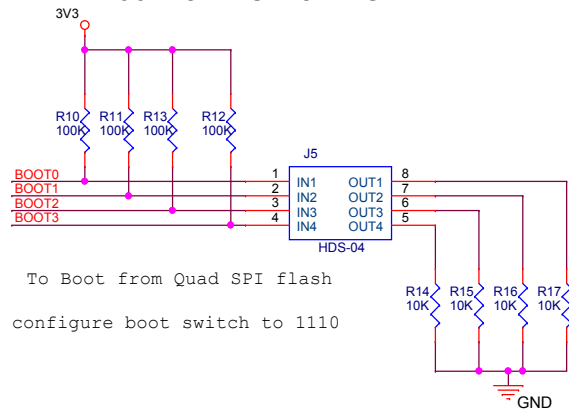 3V3
R10 R11 R13 R12
100K 100K 100K 100K
J5
BOOT0 1 IN1 OUT1 8
BOOT1 2 IN2 OUT2 7
BOOT2 3 IN3 OUT3 6
BOOT3 4 IN4 OUT4 5
HDS-04
To Boot from Quad SPI flash
configure boot switch to 1110
R14 R15 R16 R17
10K 10K 10K 10K
GND